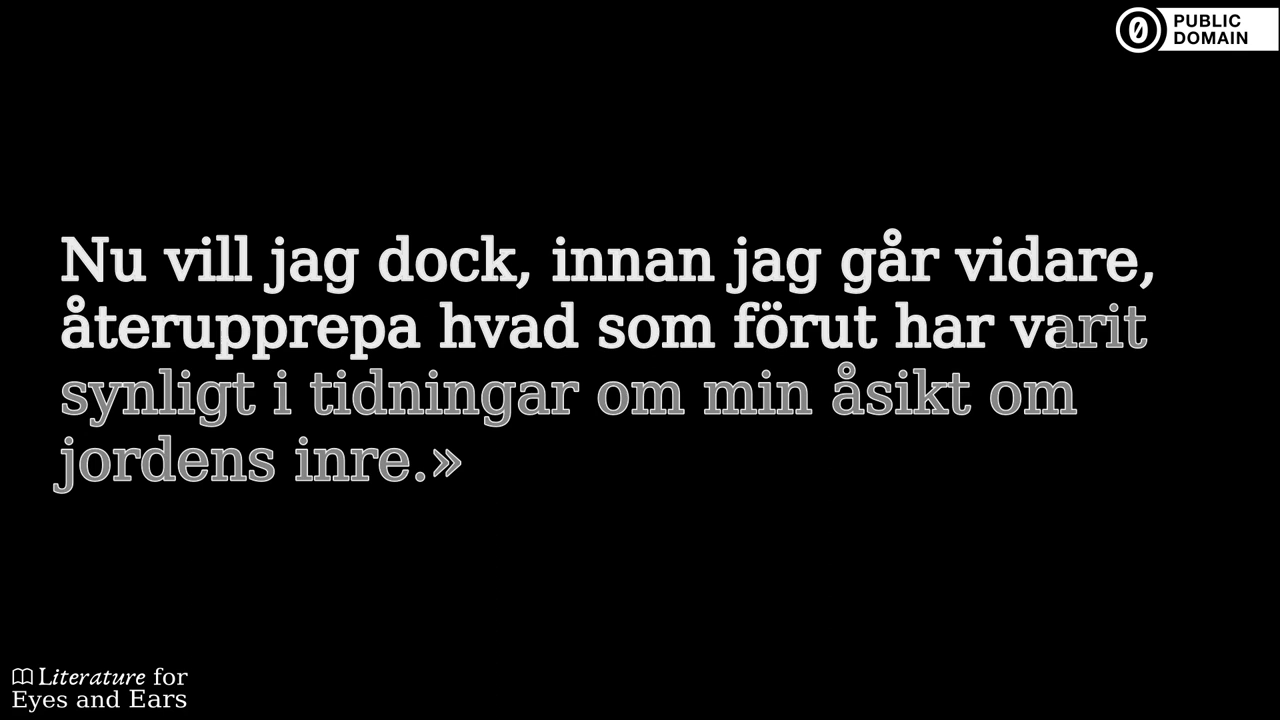 PUBLIC
DOMAIN
Nu vill jag dock, innan jag går vidare,
återupprepa hvad som förut har varit
synligt i tidningar om min åsikt om
jordens inre.»
Literature for
Eyes and Ears